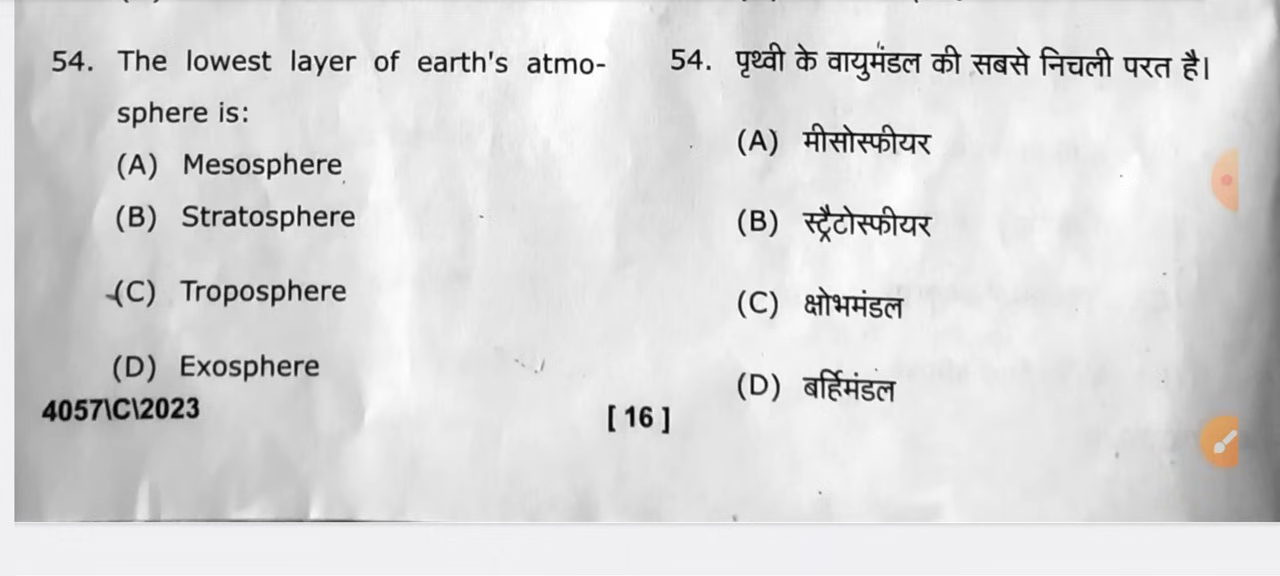 54. The lowest layer of earth's atmo-
sphere is:
(A) Mesosphere
(B) Stratosphere
(C) Troposphere
(D) Exosphere
4057\C\2023
54. पृथ्वी के वायुमंडल की सबसे निचली परत है।
(A) मीसोस्फीयर
(B) स्ट्रैटोस्फीयर
(C) क्षोभमंडल
(D) बर्हिमंडल
[ 16 ]